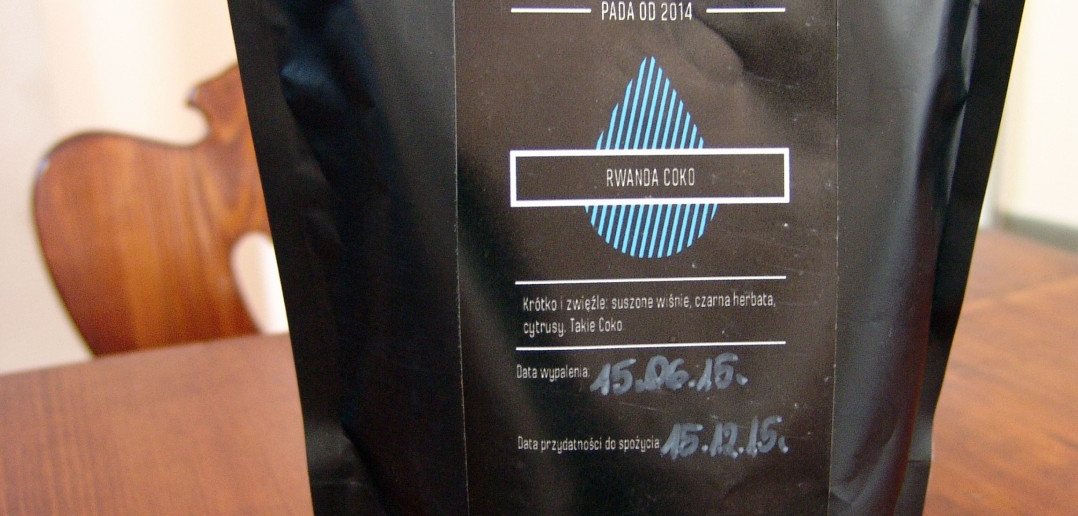 PADA OD 2014
RWANDA COKO
Krótko i zwięźle: suszone wiśnie, czarna herbata,
cytrusy. Takie Coko.
Data wypalenia: 15.06.15.
Data przydatności do spożycia: 15.12.15.